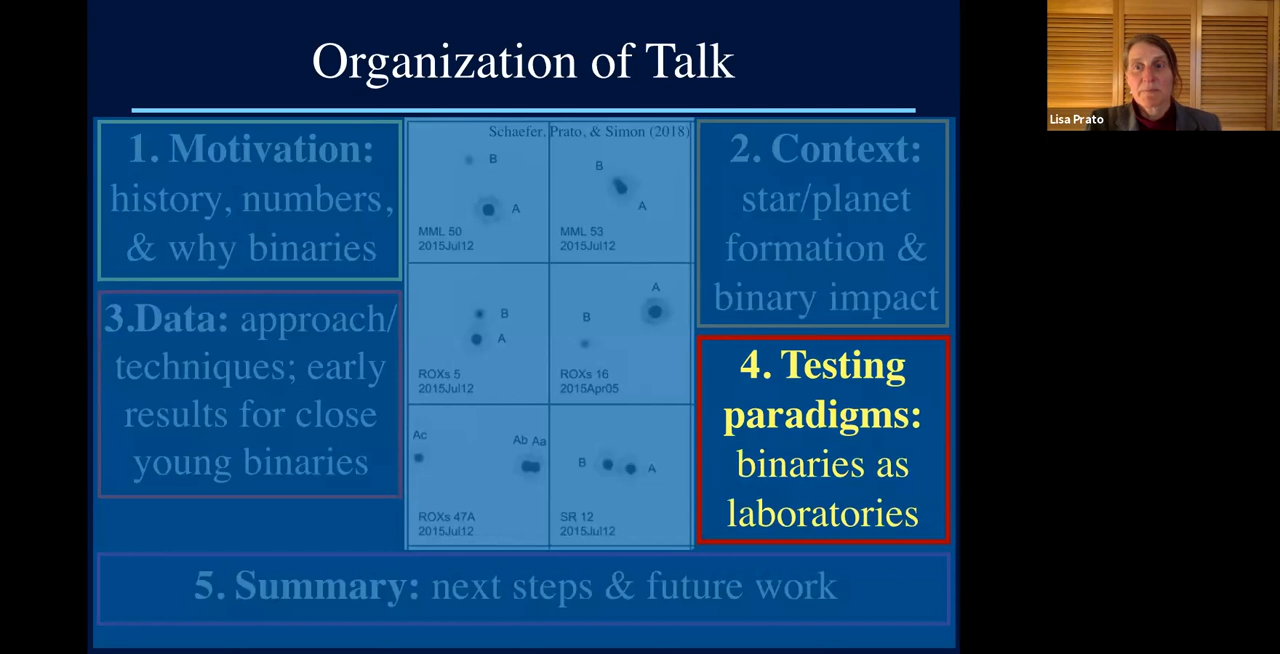 Organization of Talk
1. Motivation:
history, numbers,
& why binaries
3.Data: approach/
techniques; early
results for close
young binaries
Schaefer, Prato, & Simon (2018)
B
A
MML 50
2015Jul12
B
A
MML 53
2015Jul12
B
A
ROXs 5
2015Jul12
A
B
ROXs 16
2015Apr05
Ac
Ab Aa
ROXs 47A
2015Jul12
B
A
SR 12
2015Jul12
2. Context:
star/planet
formation &
binary impact
4. Testing
paradigms:
binaries as
laboratories
5. Summary: next steps & future work
Lisa Prato